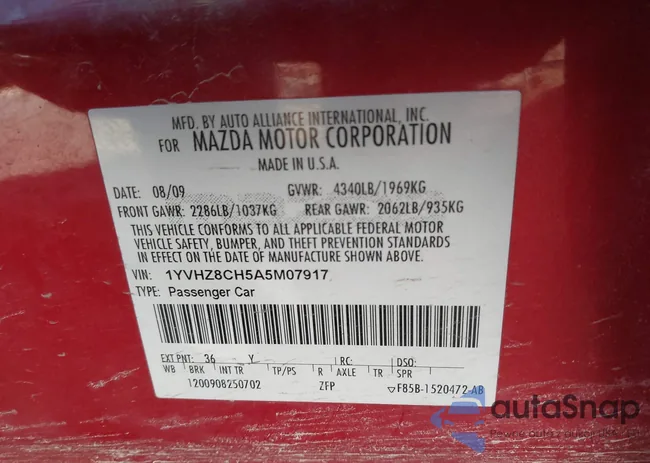 MFD. BY AUTO ALLIANCE INTERNATIONAL, INC.
FOR MAZDA MOTOR CORPORATION
MADE IN U.S.A.
DATE: 08/09 GVWR: 4340LB/1969KG
FRONT GAWR: 2286LB/1037KG REAR GAWR: 2062LB/935KG
THIS VEHICLE CONFORMS TO ALL APPLICABLE FEDERAL MOTOR
VEHICLE SAFETY, BUMPER, AND THEFT PREVENTION STANDARDS
IN EFFECT ON THE DATE OF MANUFACTURE SHOWN ABOVE.
VIN: 1YVHZ8CH5A5M07917
TYPE: Passenger Car
EXT PNT: 36 Y RC: DSO:
WB BRK INT TR TP/PS R AXLE TR SPR
1200908250702 ZFP ▽F85B-1520472-AB
autaSnap